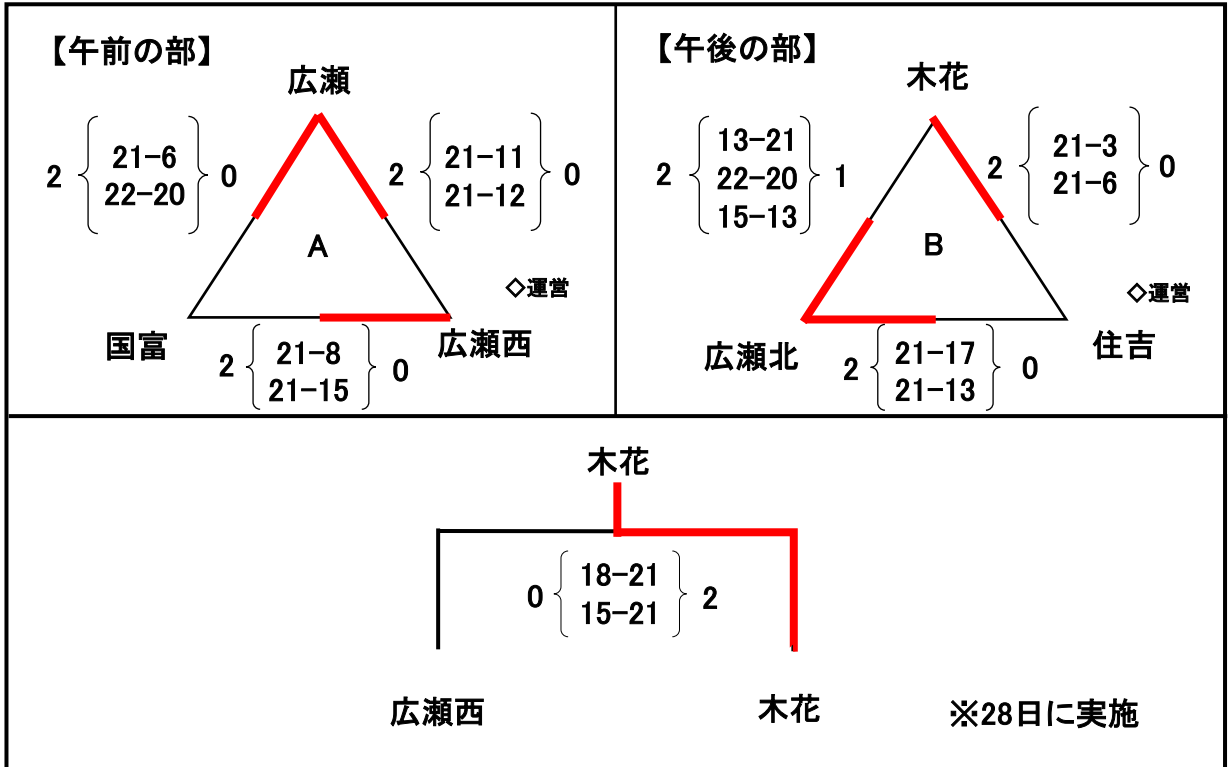 【午前の部】
広瀬
2 21-6 0
22-20
2 21-11 0
21-12
A
◇運営
国富
広瀬西
2 21-8 0
21-15
【午後の部】
木花
2 13-21 1
22-20
15-13
2 21-3 0
21-6
B
◇運営
広瀬北
住吉
2 21-17 0
21-13
木花
0 18-21 2
15-21
広瀬西
木花
※28日に実施